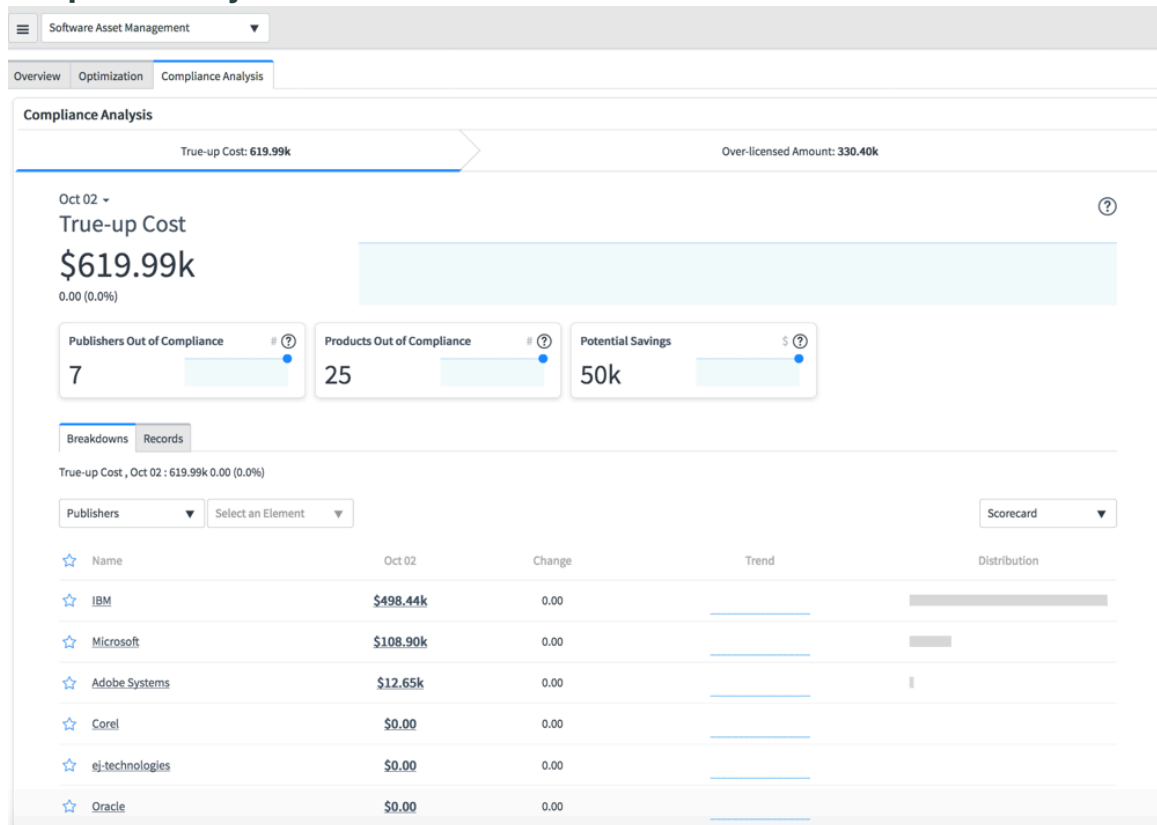 Software Asset Management
Overview Optimization Compliance Analysis
Compliance Analysis
True-up Cost: 619.99k Over-licensed Amount: 330.40k
Oct 02
True-up Cost
$619.99k
0.00 (0.0%)
Publishers Out of Compliance # ? Products Out of Compliance # ? Potential Savings $ ?
7 25 50k
Breakdowns Records
True-up Cost , Oct 02 : 619.99k 0.00 (0.0%)
Publishers Select an Element Scorecard
Name Oct 02 Change Trend Distribution
IBM $498.44k 0.00
Microsoft $108.90k 0.00
Adobe Systems $12.65k 0.00
Corel $0.00 0.00
ej-technologies $0.00 0.00
Oracle $0.00 0.00